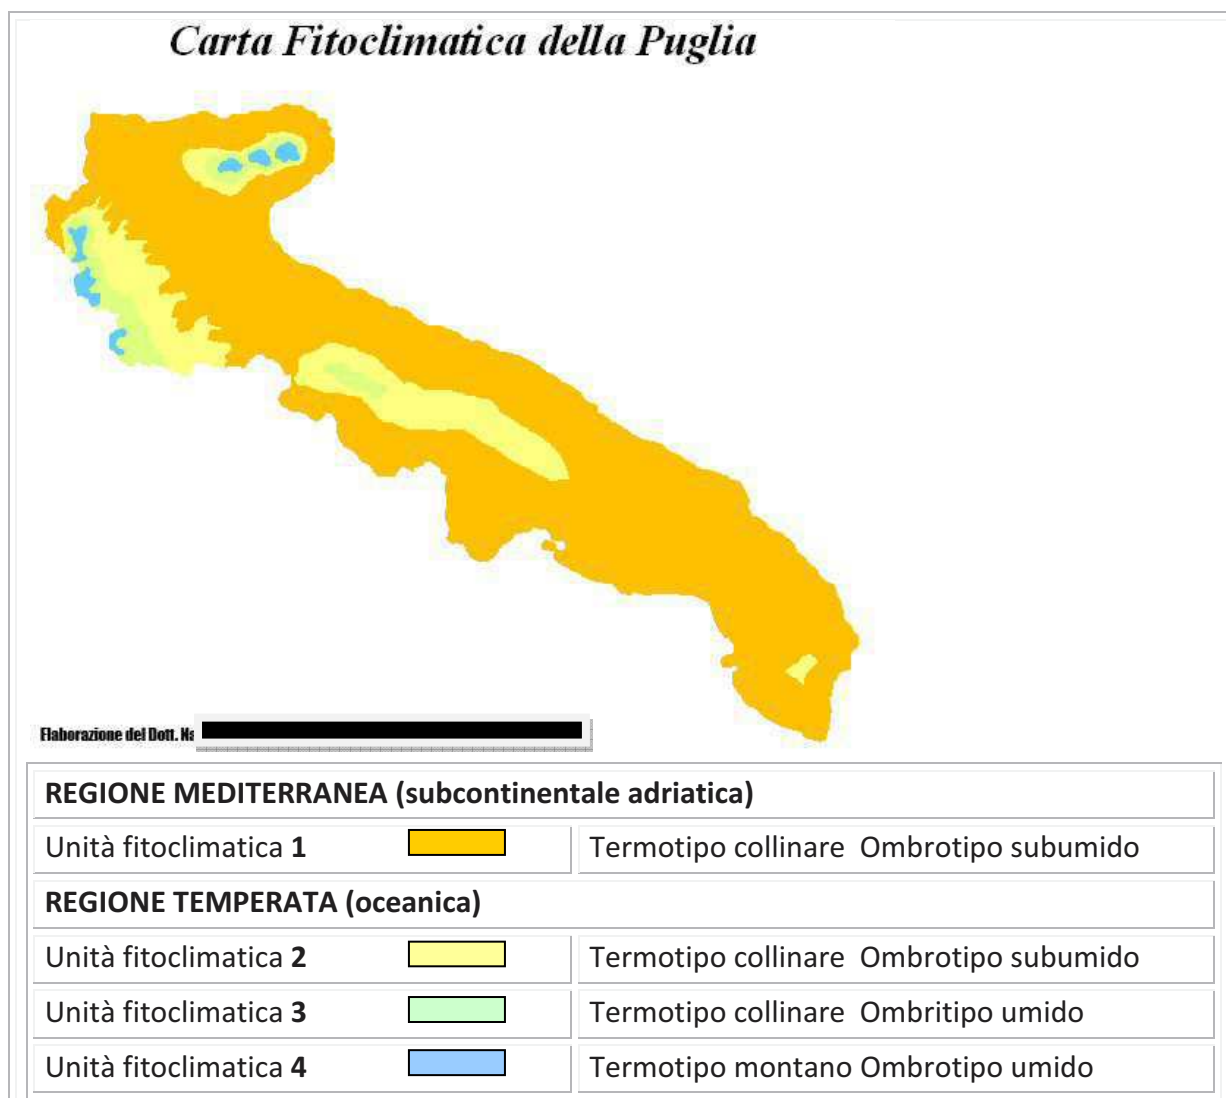 Carta Fitoclimatica della Puglia
Elaborazione del Dott.
REGIONE MEDITERRANEA (subcontinentale adriatica)
Unità fitoclimatica 1 Termotipo collinare Ombrotipo subumido
REGIONE TEMPERATA (oceanica)
Unità fitoclimatica 2 Termotipo collinare Ombrotipo subumido
Unità fitoclimatica 3 Termotipo collinare Ombritipo umido
Unità fitoclimatica 4 Termotipo montano Ombrotipo umido